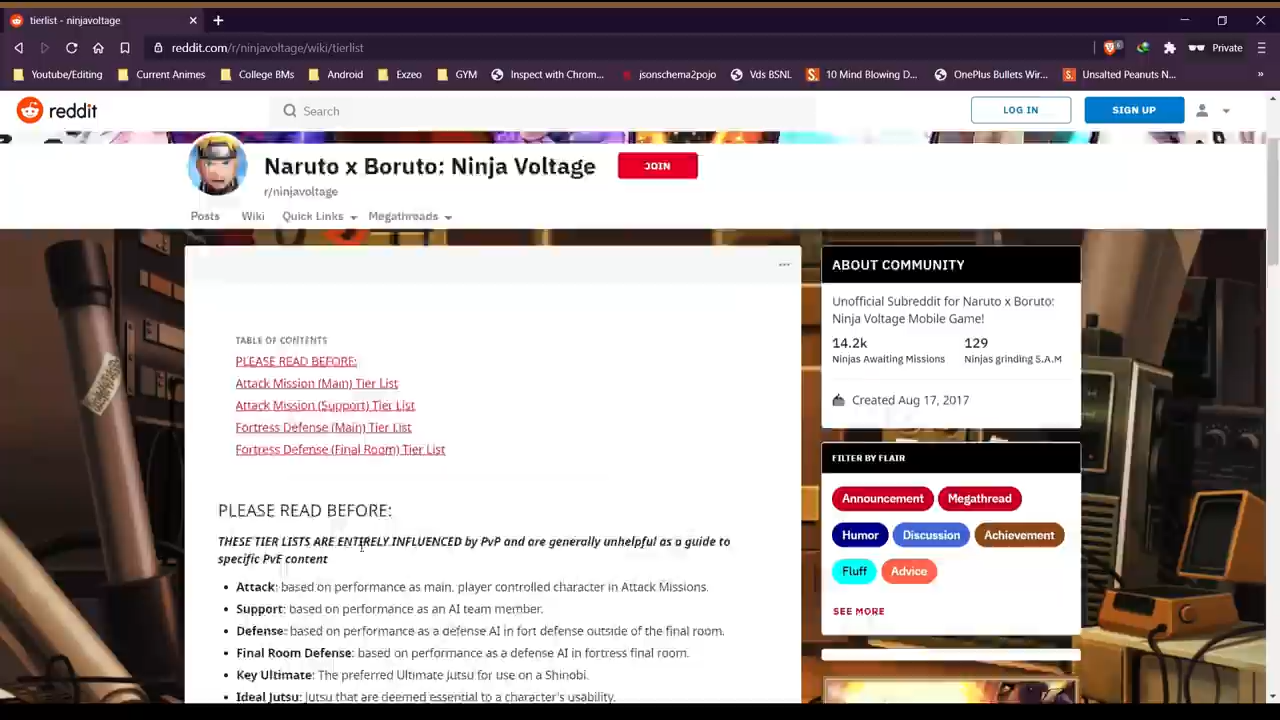 tierlist - ninjavoltage
reddit.com/r/ninjavoltage/wiki/tierlist
6
Private
Youtube/Editing
Current Animes
College BMs
Android
Exzeo
GYM
Inspect with Chrom...
jsonschema2pojo
Vds BSNL
10 Mind Blowing D...
OnePlus Bullets Wir...
Unsalted Peanuts N...
»
reddit
Search
LOG IN
SIGN UP
Naruto x Boruto: Ninja Voltage
JOIN
r/ninjavoltage
Posts
Wiki
Quick Links
Megathreads
TABLE OF CONTENTS
PLEASE READ BEFORE:
Attack Mission (Main) Tier List
Attack Mission (Support) Tier List
Fortress Defense (Main) Tier List
Fortress Defense (Final Room) Tier List
PLEASE READ BEFORE:
THESE TIER LISTS ARE ENTIRELY INFLUENCED by PvP and are generally unhelpful as a guide to
specific PvE content
• Attack: based on performance as main, player controlled character in Attack Missions.
• Support: based on performance as an AI team member.
• Defense: based on performance as a defense AI in fort defense outside of the final room.
• Final Room Defense: based on performance as a defense AI in fortress final room.
• Key Ultimate: The preferred Ultimate Jutsu for use on a Shinobi.
• Ideal Jutsu: Jutsu that are deemed essential to a character's usability.
ABOUT COMMUNITY
Unofficial Subreddit for Naruto x Boruto:
Ninja Voltage Mobile Game!
14.2k
129
Ninjas Awaiting Missions
Ninjas grinding S.A.M
Created Aug 17, 2017
FILTER BY FLAIR
Announcement
Megathread
Humor
Discussion
Achievement
Fluff
Advice
SEE MORE